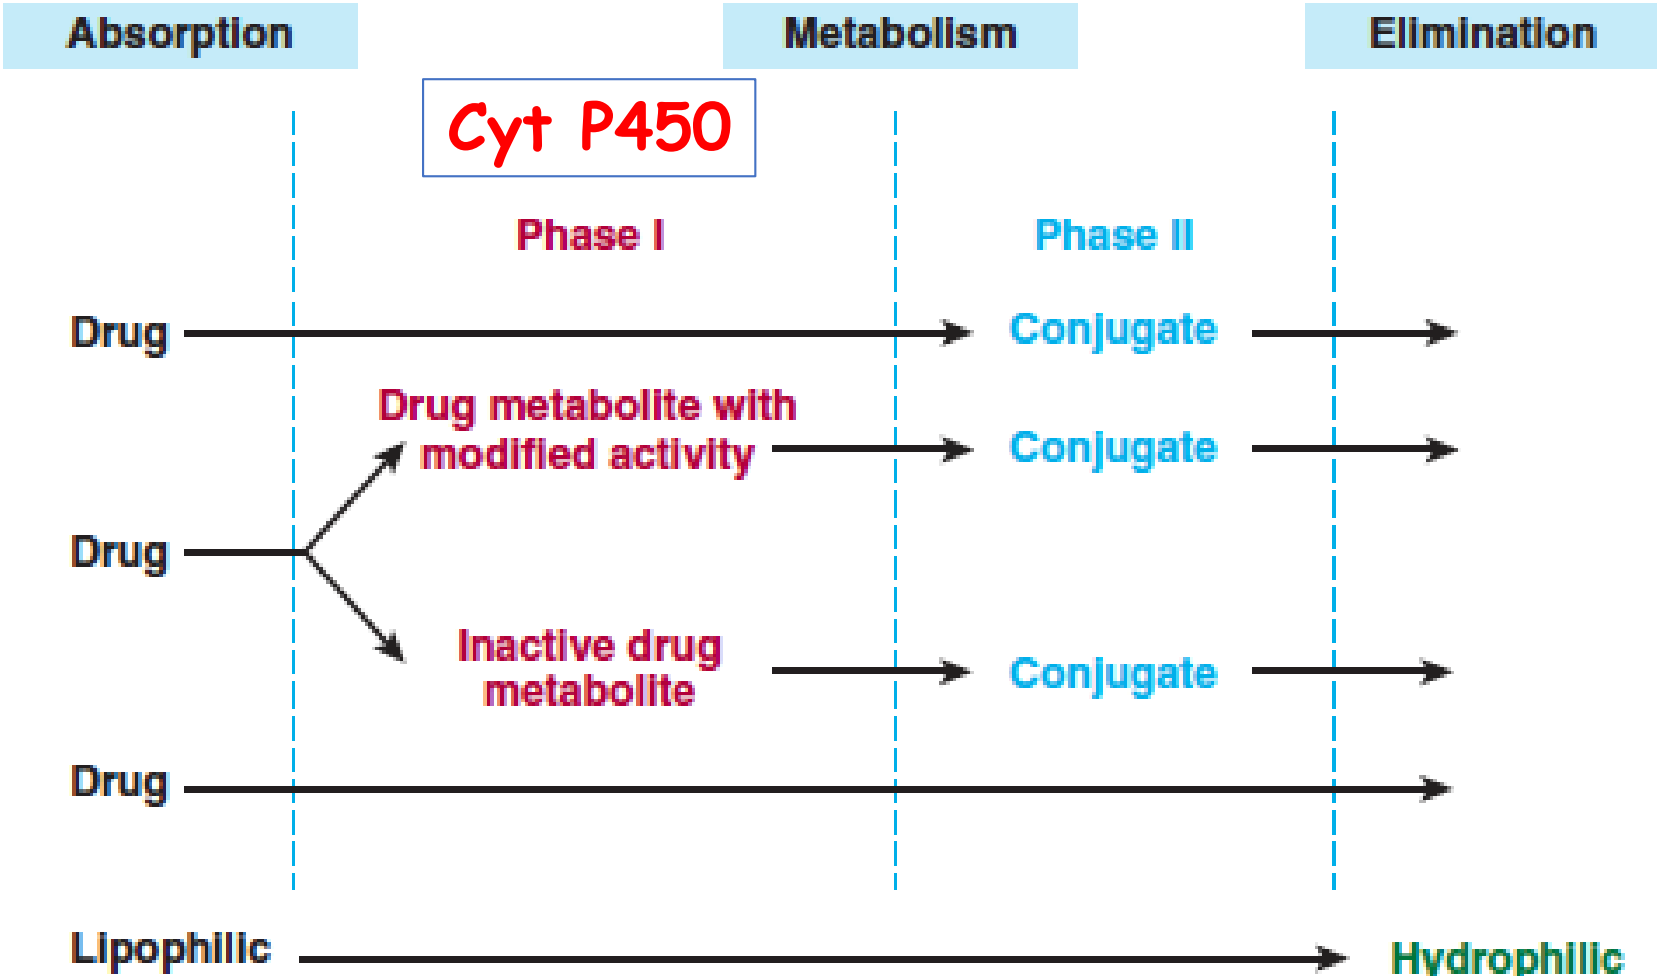 Absorption Metabolism Elimination
Cyt P450
Phase I Phase II
Drug Conjugate
Drug metabolite with
modified activity Conjugate
Drug
Inactive drug
metabolite Conjugate
Drug
Lipophilic Hydrophilic